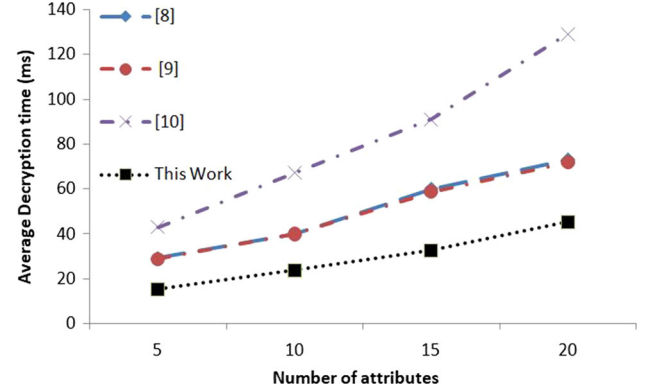 140
120
100
80
60
40
20
0
Average Decryption time (ms)
[8]
[9]
[10]
This Work
5 10 15 20
Number of attributes